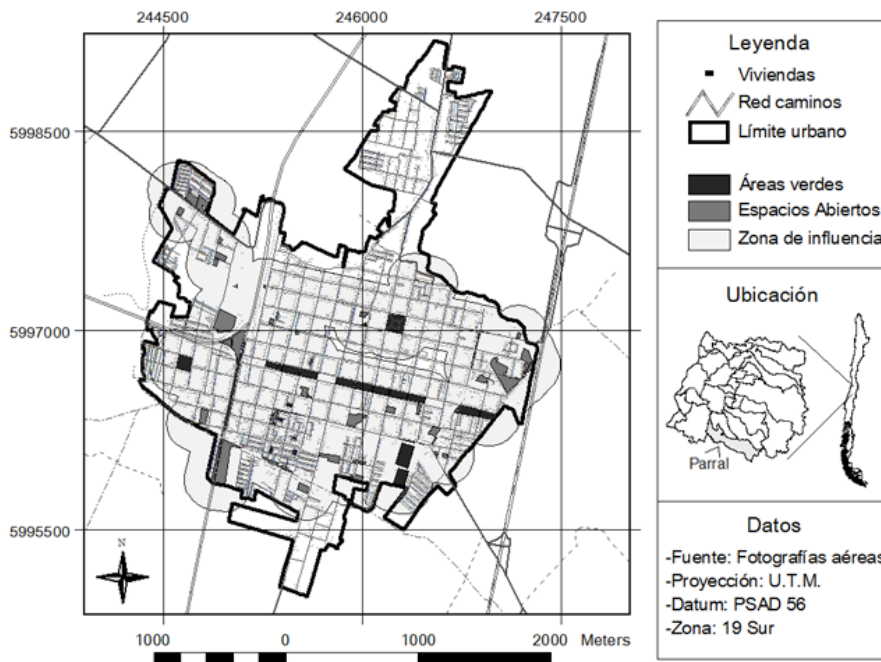 244500 246000 247500
5998500
5997000
5995500
N
1000 0 1000 2000 Meters
Leyenda
Viviendas
Red caminos
Límite urbano
Áreas verdes
Espacios Abiertos
Zona de influencia
Ubicación
Parral
Datos
-Fuente: Fotografías aéreas
-Proyección: U.T.M.
-Datum: PSAD 56
-Zona: 19 Sur